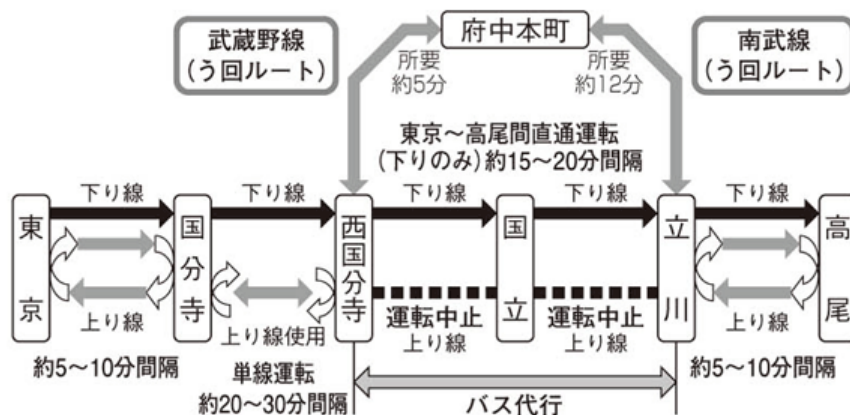 武蔵野線
(う回ルート)
府中本町
南武線
(う回ルート)
所要
約5分
所要
約12分
東京～高尾間直通運転
(下りのみ)約15～20分間隔
下り線
下り線
下り線
下り線
下り線
東京
国分寺
西国分寺
国立
立川
高尾
上り線
上り線使用
運転中止
上り線
運転中止
上り線
上り線
約5～10分間隔
単線運転
約20～30分間隔
バス代行
約5～10分間隔